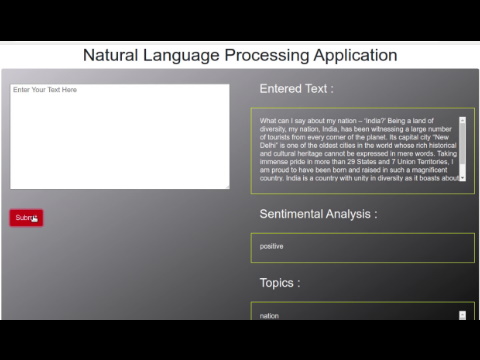 Natural Language Processing Application
Enter Your Text Here
Submit
Entered Text :
What can I say about my nation – 'India?' Being a land of
diversity, my nation, India, has been witnessing a large number
of tourists from every corner of the planet. Its capital city "New
Delhi" is one of the oldest cities in the world whose rich historical
and cultural heritage cannot be expressed in mere words. Taking
immense pride in more than 29 States and 7 Union Territories, I
am proud to have been born and raised in such a magnificent
country. India is a country with unity in diversity as it boasts about
Sentimental Analysis :
positive
Topics :
nation